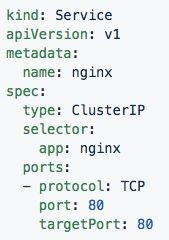 kind: Service
apiVersion: v1
metadata:
  name: nginx
spec:
  type: ClusterIP
  selector:
    app: nginx
  ports:
  - protocol: TCP
    port: 80
    targetPort: 80